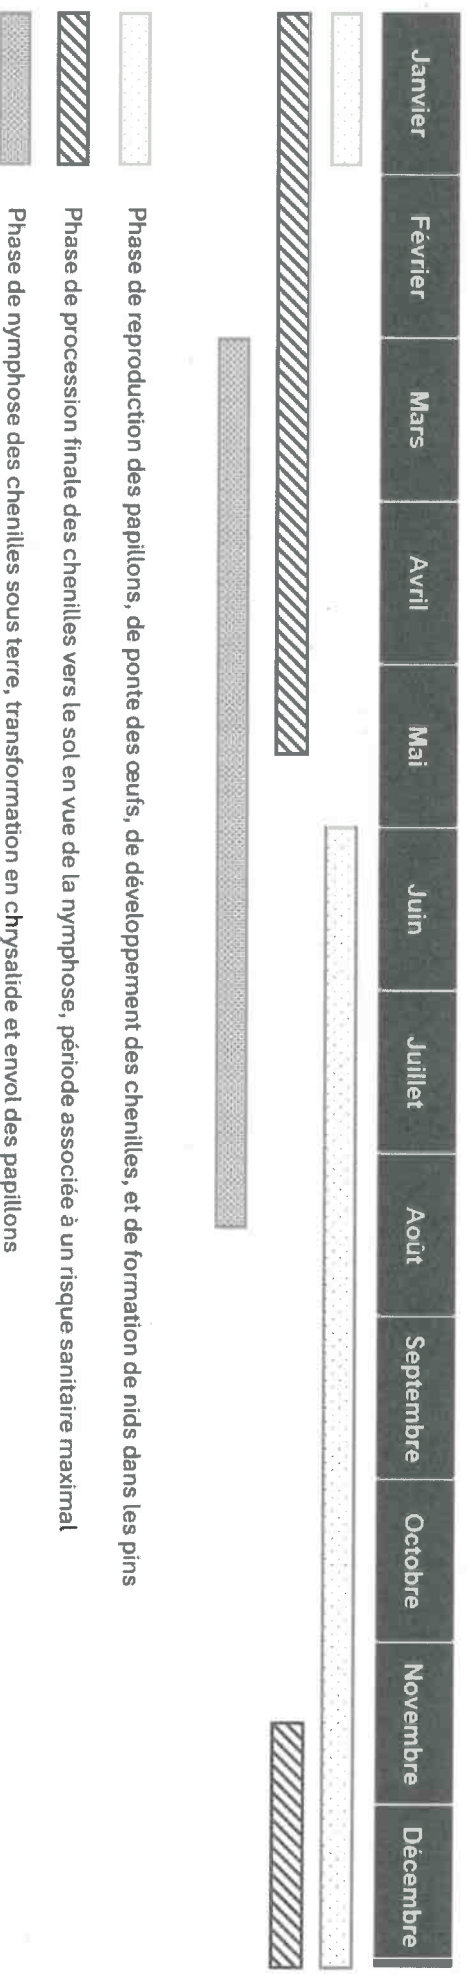 Janvier Février Mars Avril Mai Juin Juillet Août Septembre Octobre Novembre Décembre
Phase de reproduction des papillons, de ponte des œufs, de développement des chenilles, et de formation de nids dans les pins
Phase de procession finale des chenilles vers le sol en vue de la nymphose, période associée à un risque sanitaire maximal
Phase de nymphose des chenilles sous terre, transformation en chrysalide et envol des papillons